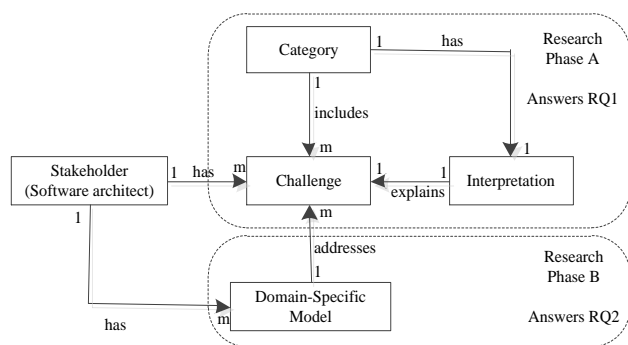 1
Category
1
has
Research
Phase A
1
includes
Answers RQ1
m
1
Stakeholder
(Software architect)
1
has
m
Challenge
1
1
explains
Interpretation
1
m
addresses
Research
Phase B
1
Domain-Specific
Model
has
m
Answers RQ2